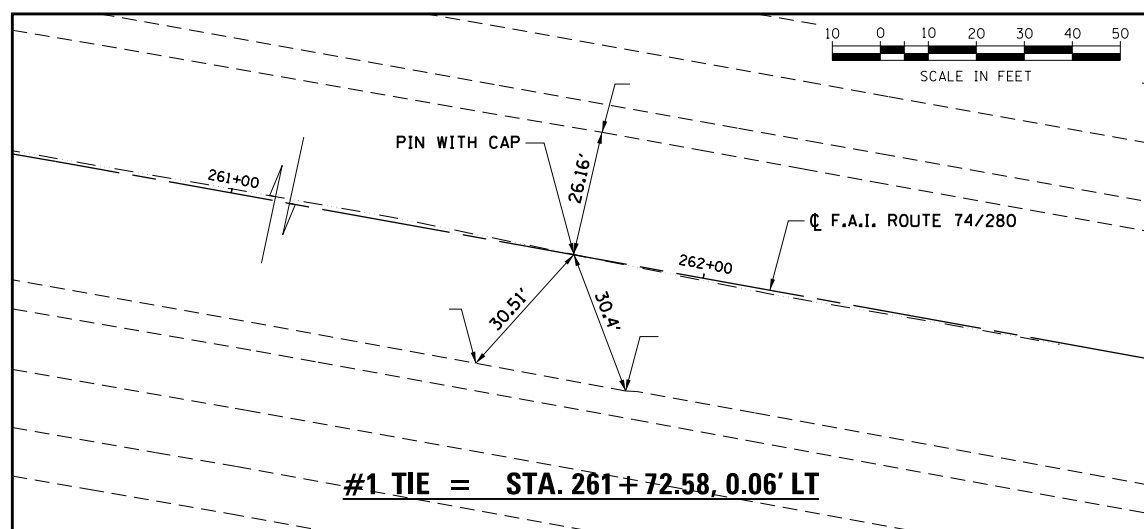 10 0 10 20 30 40 50
SCALE IN FEET
PIN WITH CAP
26.16'
261+00
℄ F.A.I. ROUTE 74/280
262+00
30.51'
30.4'
#1 TIE = STA. 261 + 72.58, 0.06' LT